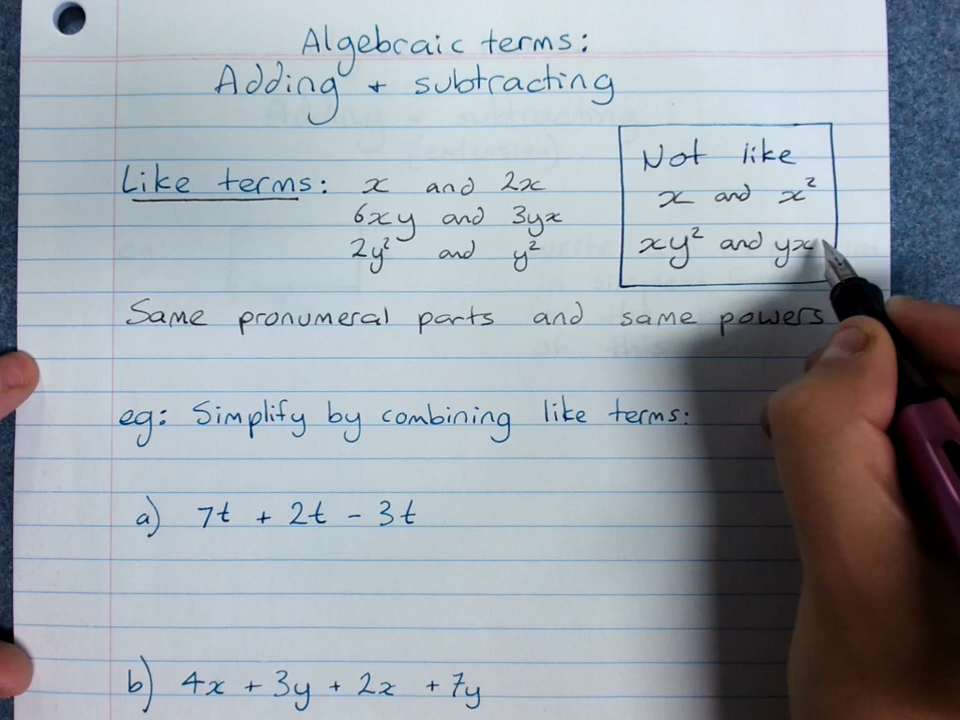 Algebraic terms:
Adding + subtracting
Like terms: x and 2x
6xy and 3yx
2y² and y²
Not like
x and x²
xy² and yx
Same pronumeral parts and same powers
eg: Simplify by combining like terms:
a) 7t + 2t - 3t
b) 4x + 3y + 2x + 7y